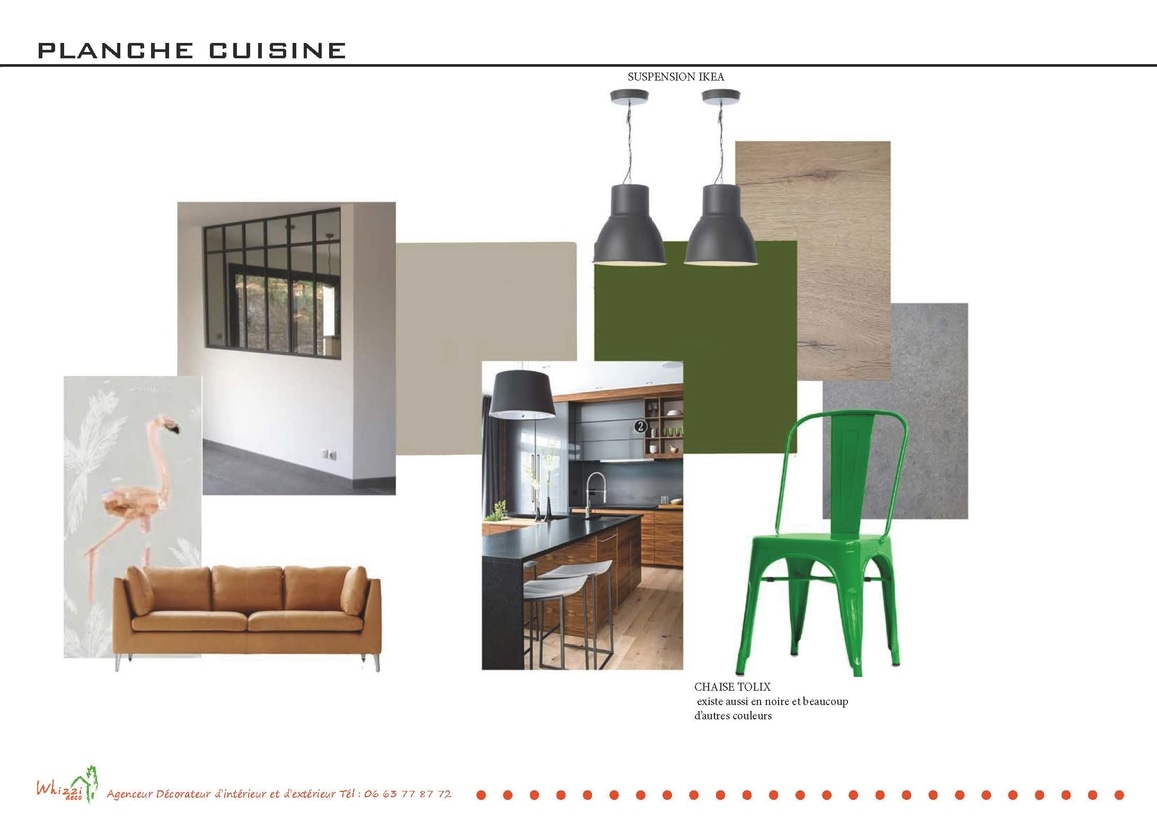 PLANCHE CUISINE
SUSPENSION IKEA
2
CHAISE TOLIX
existe aussi en noire et beaucoup
d'autres couleurs
Whizzi
deco
Agenceur Décorateur d'intérieur et d'extérieur Tél : 06 63 77 87 72